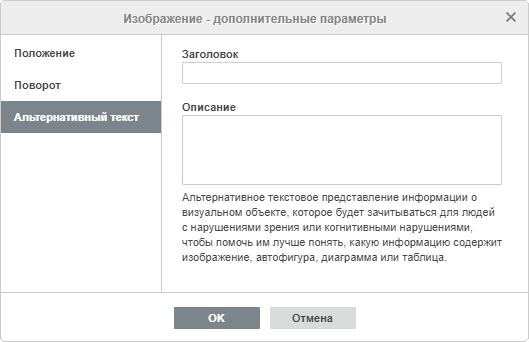 Изображение - дополнительные параметры
Положение
Поворот
Альтернативный текст
Заголовок
Описание
Альтернативное текстовое представление информации о
визуальном объекте, которое будет зачитываться для людей
с нарушениями зрения или когнитивными нарушениями,
чтобы помочь им лучше понять, какую информацию содержит
изображение, автофигура, диаграмма или таблица.
OK
Отмена